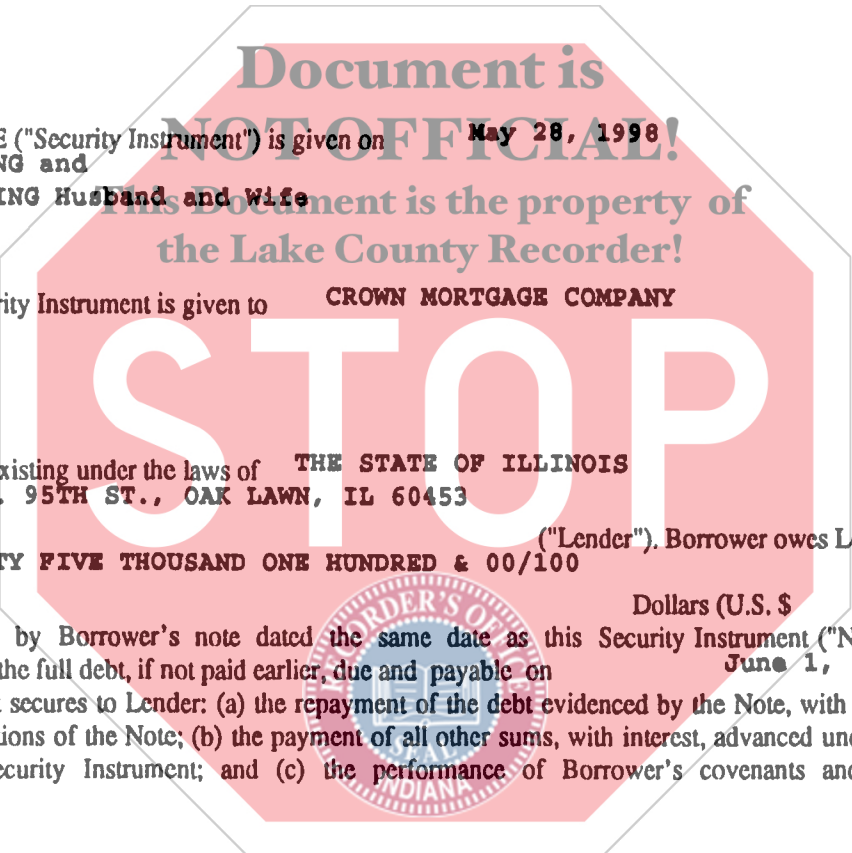 Document is
E ("Security Instrument") is given on May 28, 1998
NOT OFFICIAL!
NG and
ING Husband and Wife
This Document is the property of
the Lake County Recorder!
rity Instrument is given to CROWN MORTGAGE COMPANY
STOP
xisting under the laws of THE STATE OF ILLINOIS
. 95TH ST., OAK LAWN, IL 60453
("Lender"). Borrower owes L
TY FIVE THOUSAND ONE HUNDRED & 00/100
Dollars (U.S. $
by Borrower's note dated the same date as this Security Instrument ("N
the full debt, if not paid earlier, due and payable on June 1,
secures to Lender: (a) the repayment of the debt evidenced by the Note, with
ions of the Note; (b) the payment of all other sums, with interest, advanced un
ecurity Instrument; and (c) the performance of Borrower's covenants and
RECORDER'S OFFICE
SEAL
INDIANA